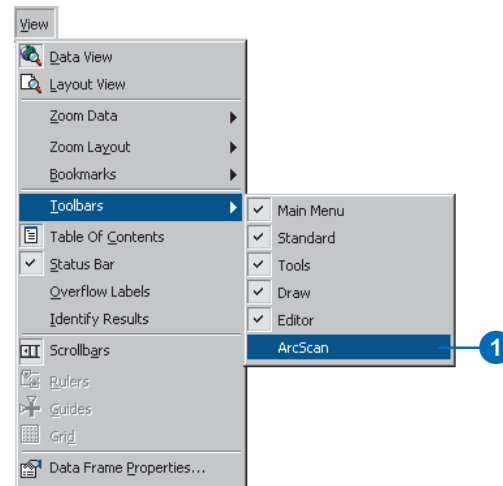 View
Data View
Layout View
Zoom Data
Zoom Layout
Bookmarks
Toolbars
Table Of Contents
Status Bar
Overflow Labels
Identify Results
Scrollbars
Rulers
Guides
Grid
Data Frame Properties...
Main Menu
Standard
Tools
Draw
Editor
ArcScan
1